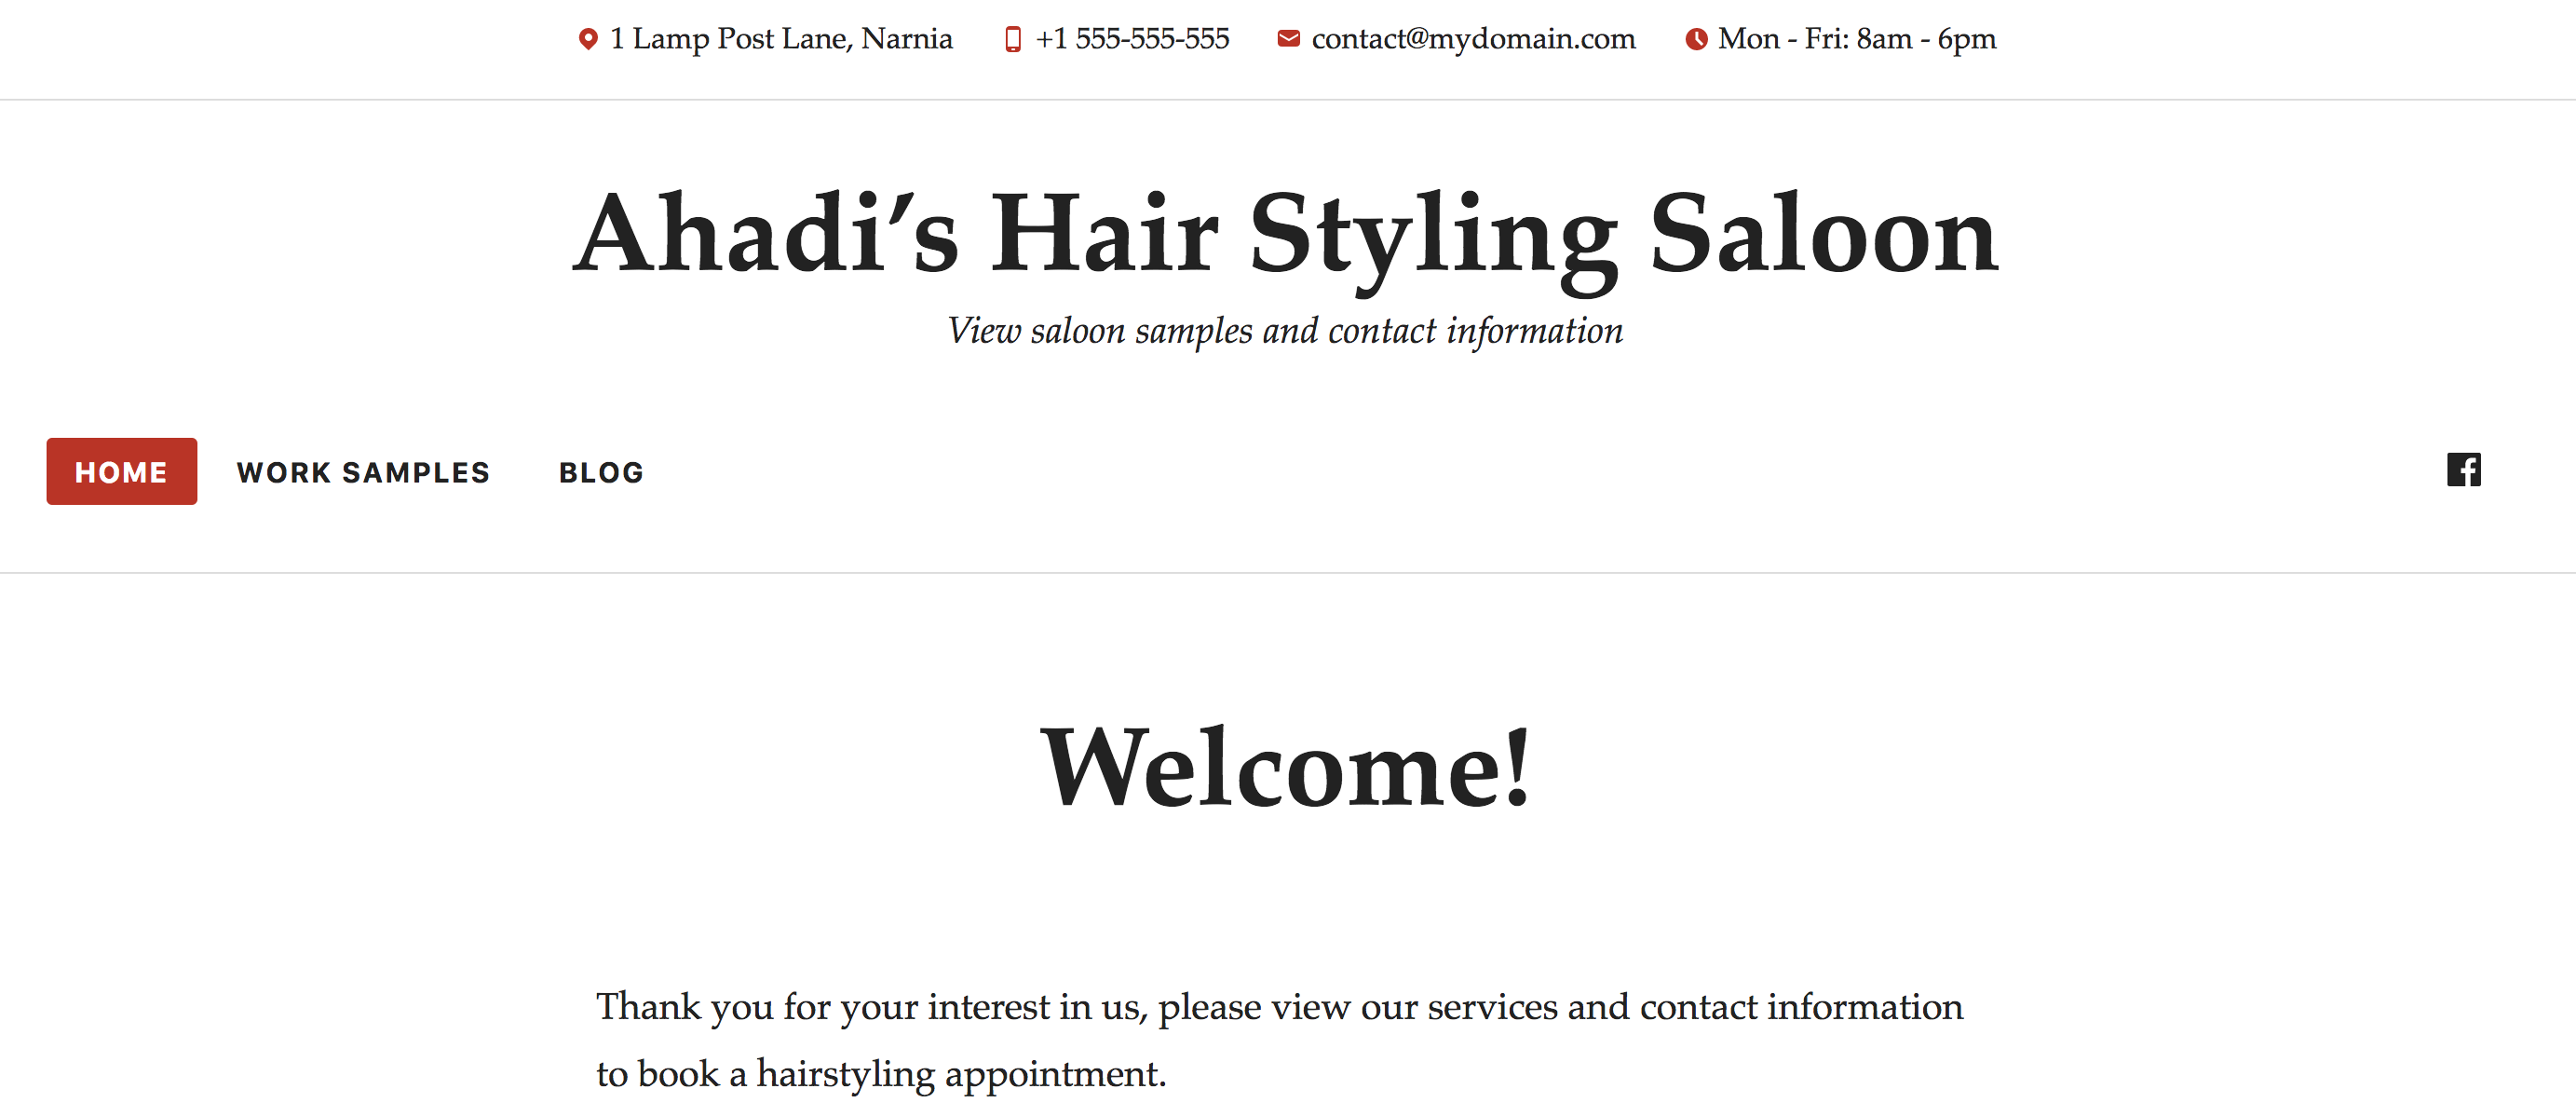 1 Lamp Post Lane, Narnia +1 555-555-555 contact@mydomain.com Mon - Fri: 8am - 6pm
Ahadi’s Hair Styling Saloon
View saloon samples and contact information
HOME WORK SAMPLES BLOG
Welcome!
Thank you for your interest in us, please view our services and contact information
to book a hairstyling appointment.